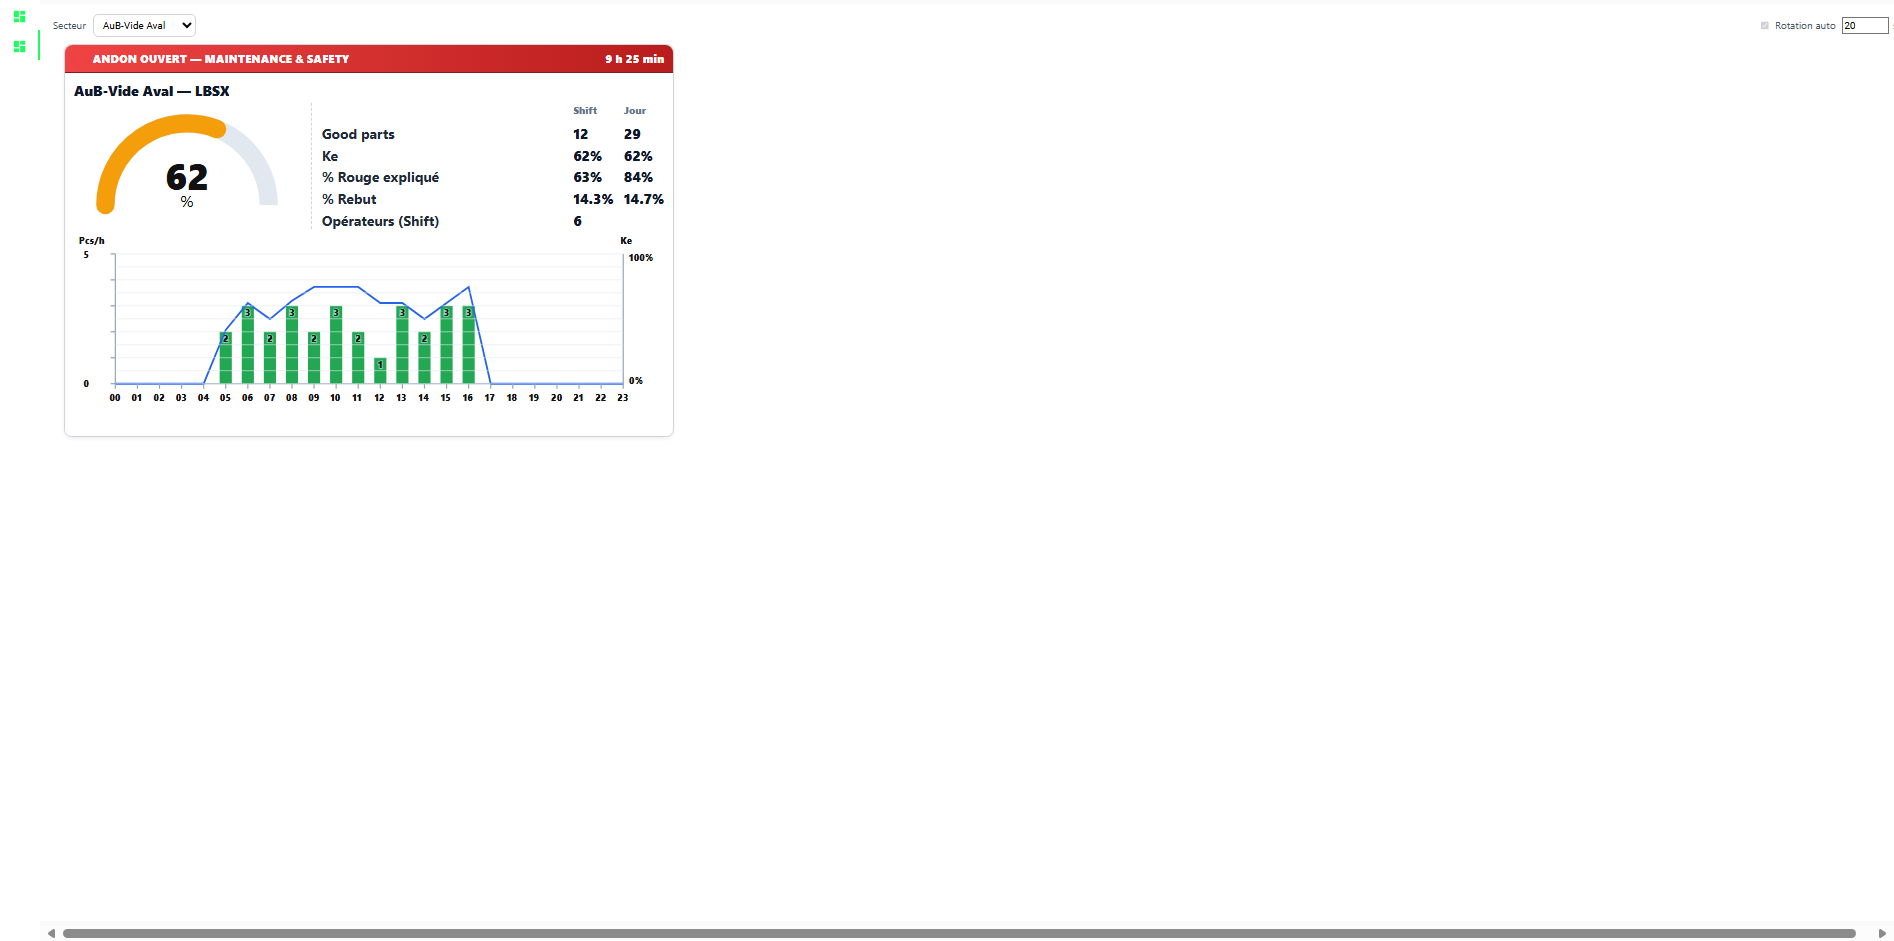 Secteur AuB-Vide Aval Rotation auto 20
ANDON OUVERT — MAINTENANCE & SAFETY 9 h 25 min
AuB-Vide Aval — LBSX
Shift Jour
Good parts 12 29
Ke 62% 62%
% Rouge expliqué 63% 84%
% Rebut 14.3% 14.7%
Opérateurs (Shift) 6
62
%
Pcs/h Ke
5 100%
2 3 2 3 2 3 2 1 3 2 3 3
0 0%
00 01 02 03 04 05 06 07 08 09 10 11 12 13 14 15 16 17 18 19 20 21 22 23